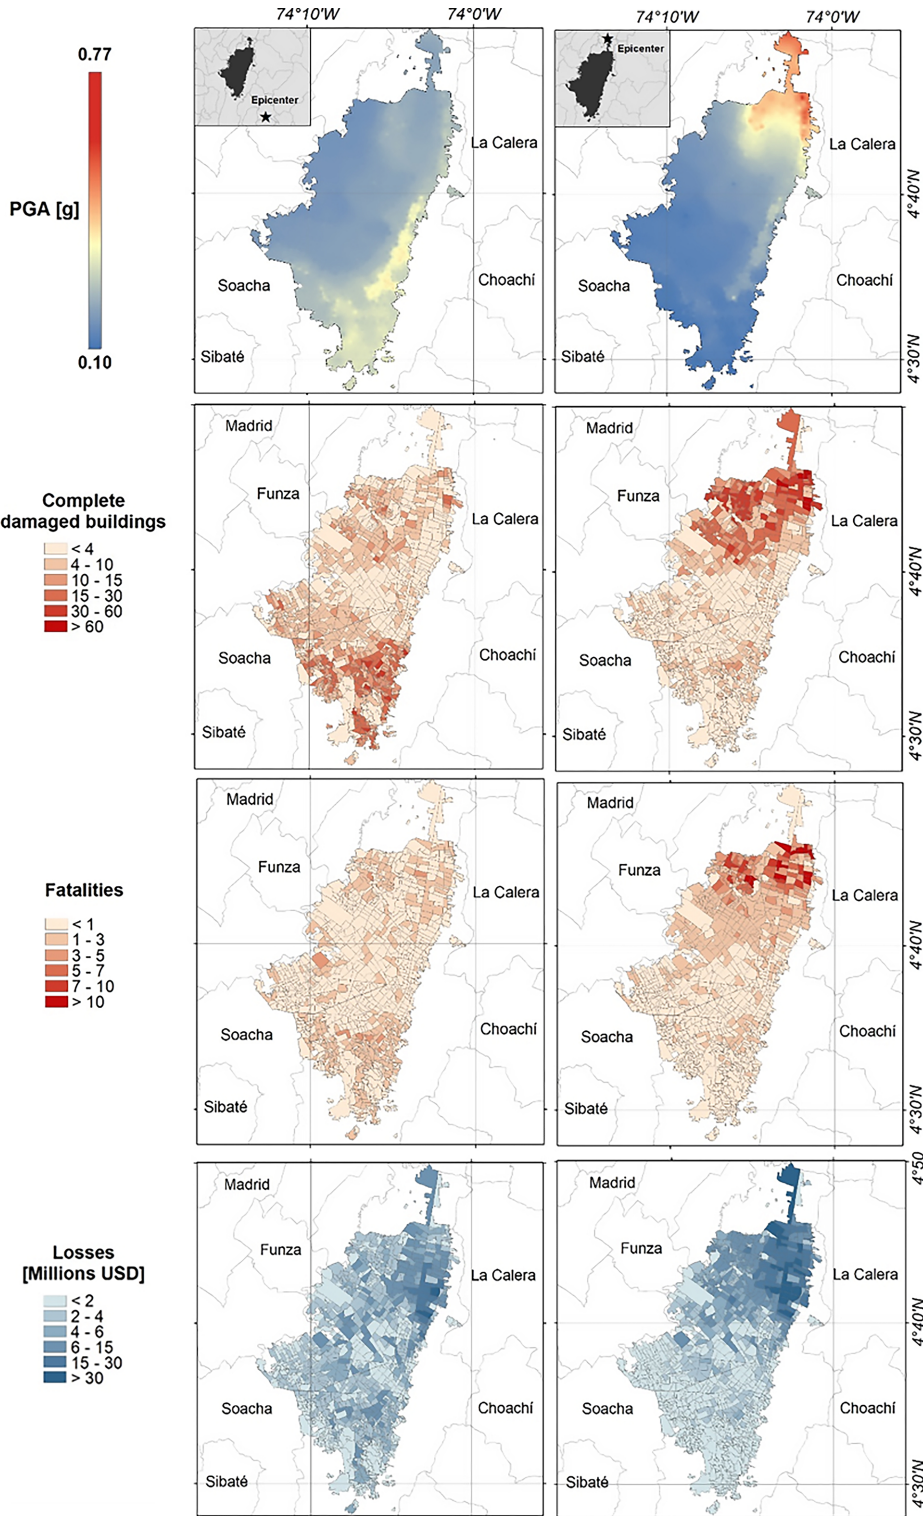 74°10'W 74°0'W 74°10'W 74°0'W
0.77
PGA [g]
0.10
Epicenter
La Calera
Soacha
Choachí
Sibaté
Epicenter
La Calera
Soacha
Choachí
Sibaté
4°40'N
4°30'N
Complete
damaged buildings
< 4
4 - 10
10 - 15
15 - 30
30 - 60
> 60
Madrid
Funza
La Calera
Soacha
Choachí
Sibaté
Madrid
Funza
La Calera
Soacha
Choachí
Sibaté
4°40'N
4°30'N
Fatalities
< 1
1 - 3
3 - 5
5 - 7
7 - 10
> 10
Madrid
Funza
La Calera
Soacha
Choachí
Sibaté
Madrid
Funza
La Calera
Soacha
Choachí
Sibaté
4°40'N
4°30'N
Losses
[Millions USD]
< 2
2 - 4
4 - 6
6 - 15
15 - 30
> 30
Madrid
Funza
La Calera
Soacha
Choachí
Sibaté
Madrid
Funza
La Calera
Soacha
Choachí
Sibaté
4°50
4°40'N
4°30'N